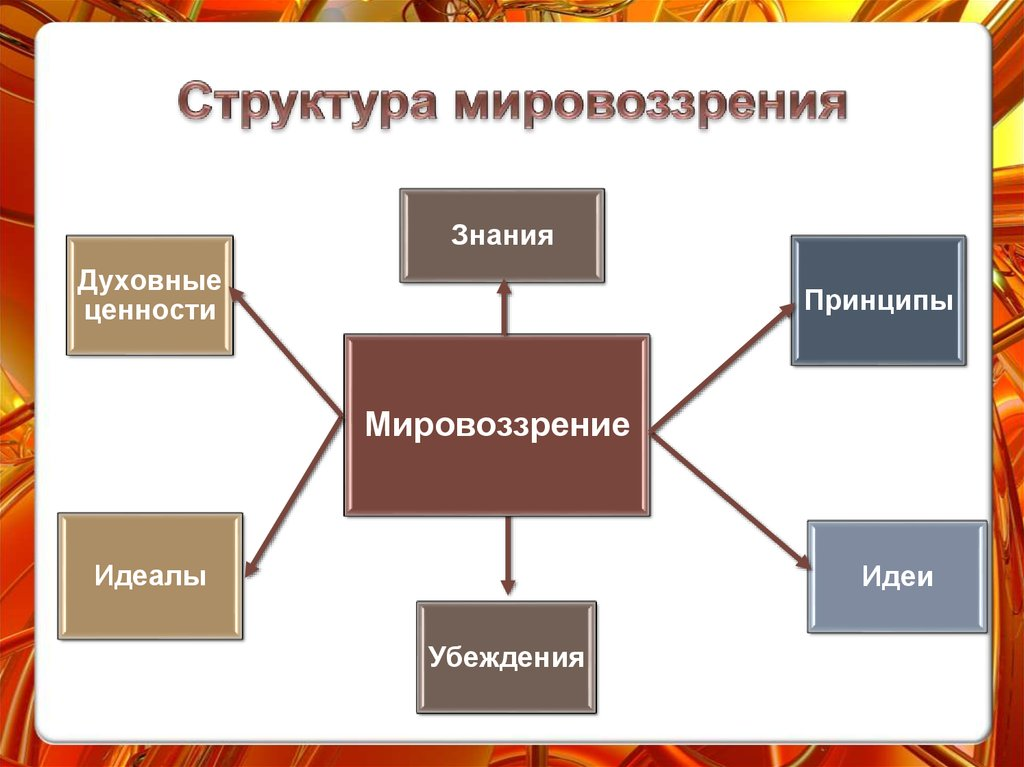 Структура мировоззрения
Знания
Духовные
ценности
Принципы
Мировоззрение
Идеалы
Идеи
Убеждения